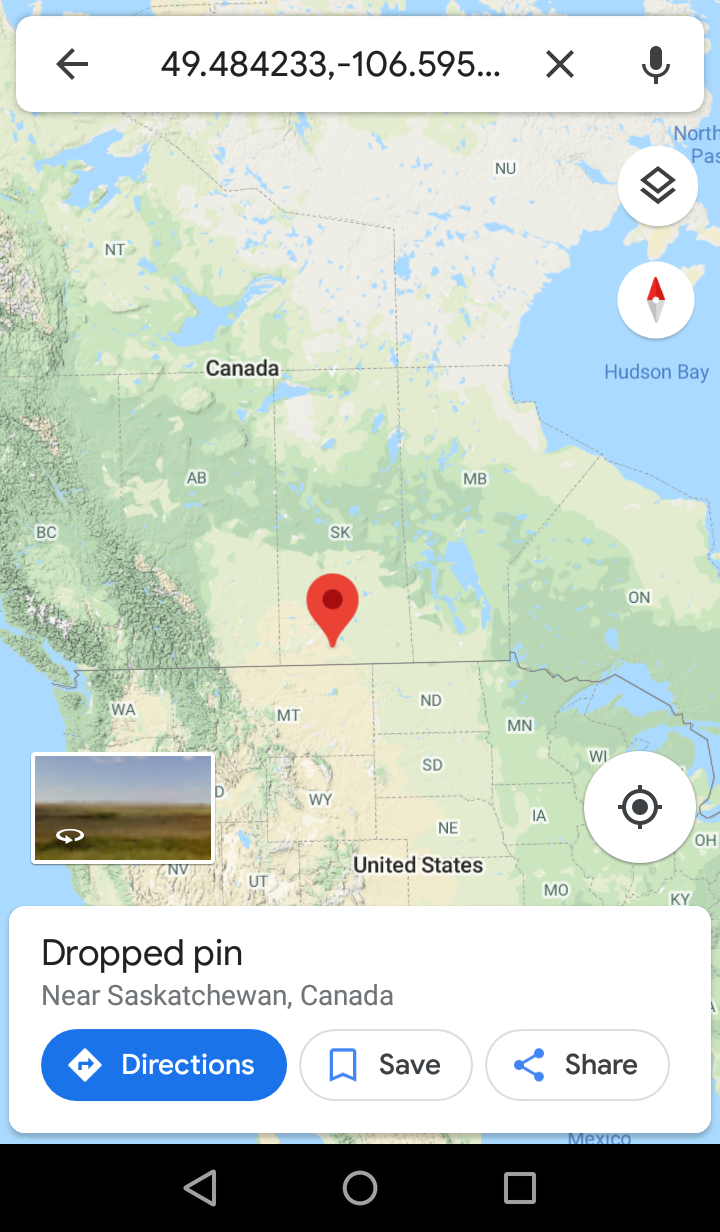 49.484233,-106.595...
North
Pas
NU
NT
Canada
Hudson Bay
AB
MB
SK
BC
ON
WA
MT
ND
MN
SD
WI
D
WY
IA
NE
OH
NV
UT
United States
MO
KY
Dropped pin
Near Saskatchewan, Canada
Directions
Save
Share
A
Mexico